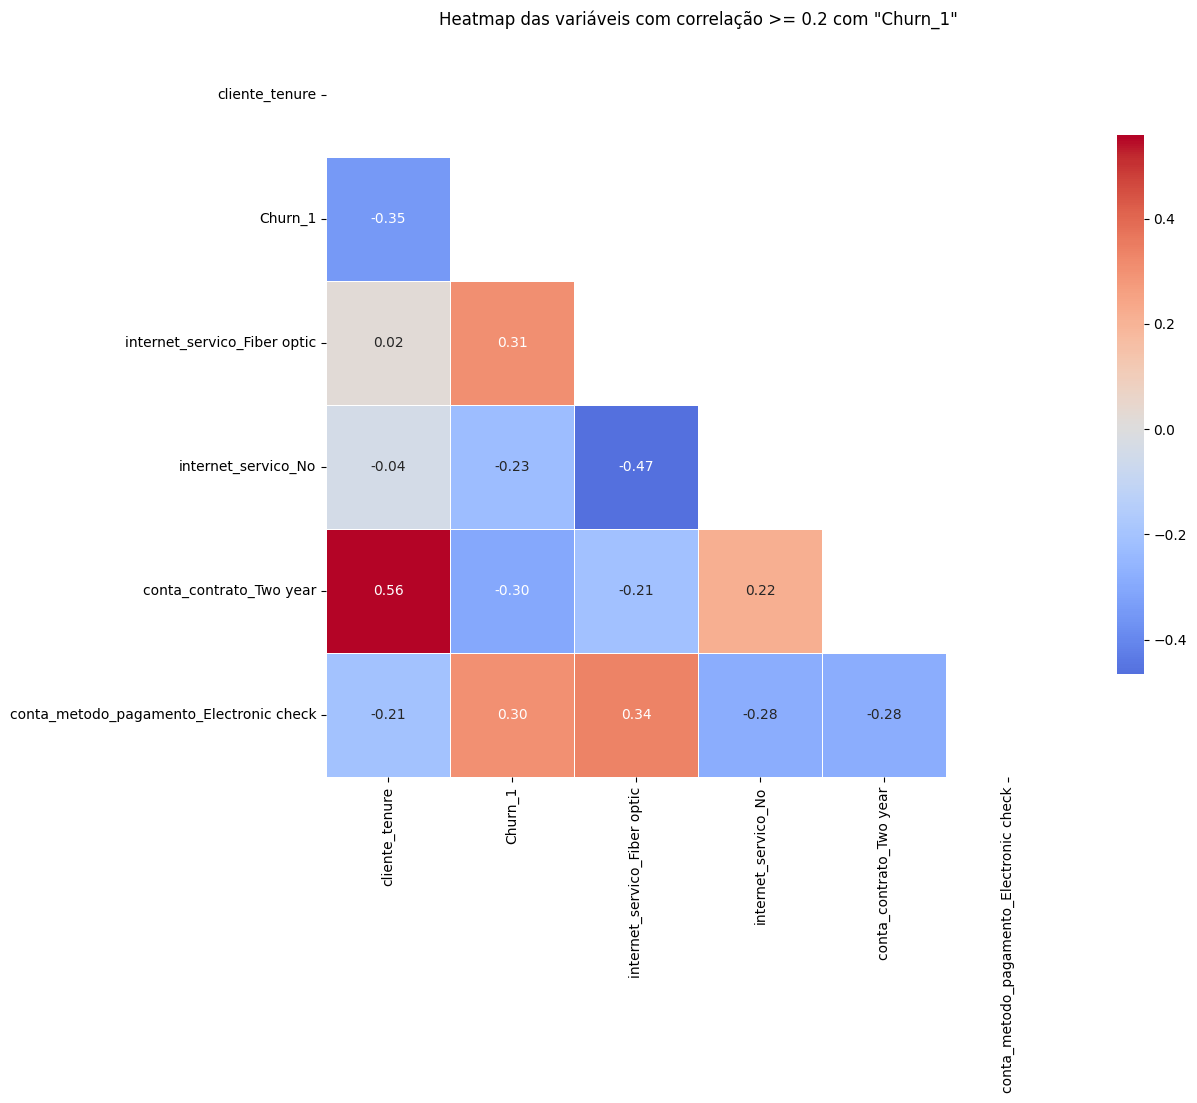 Heatmap das variáveis com correlação >= 0.2 com "Churn_1"
cliente_tenure
Churn_1
-0.35
internet_servico_Fiber optic
0.02
0.31
internet_servico_No
-0.04
-0.23
-0.47
conta_contrato_Two year
0.56
-0.30
-0.21
0.22
conta_metodo_pagamento_Electronic check
-0.21
0.30
0.34
-0.28
-0.28
cliente_tenure
Churn_1
internet_servico_Fiber optic
internet_servico_No
conta_contrato_Two year
conta_metodo_pagamento_Electronic check
0.4
0.2
0.0
−0.2
−0.4